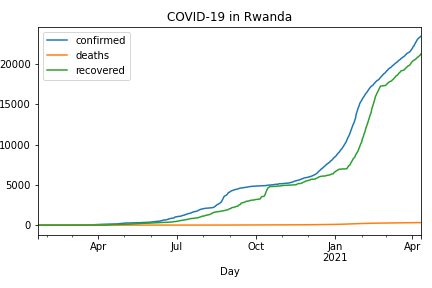 COVID-19 in Rwanda
confirmed
deaths
recovered
20000
15000
10000
5000
0
Apr Jul Oct Jan Apr
2021
Day